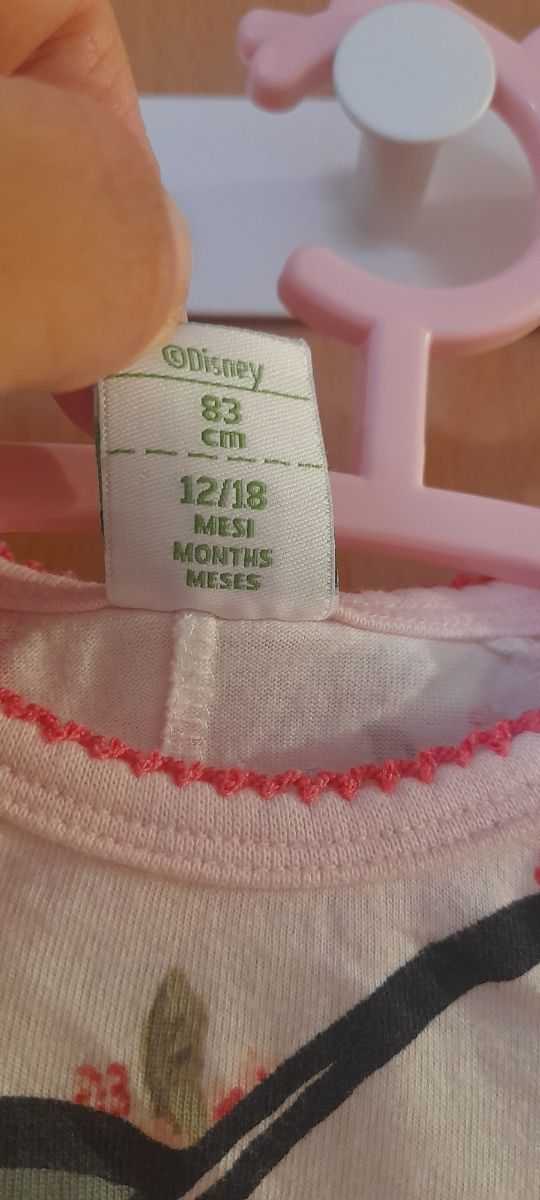 ©Disney
83
cm
12/18
MESI
MONTHS
MESES